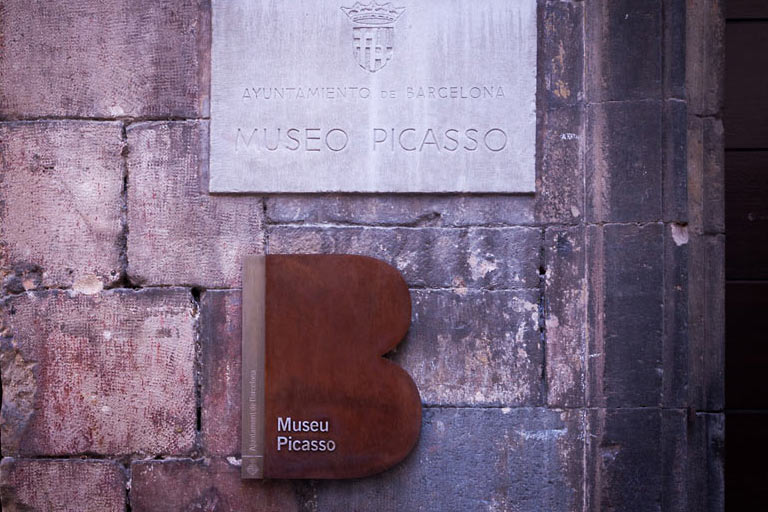 AYUNTAMIENTO DE BARCELONA
MUSEO PICASSO
Ajuntament de Barcelona
Museu
Picasso